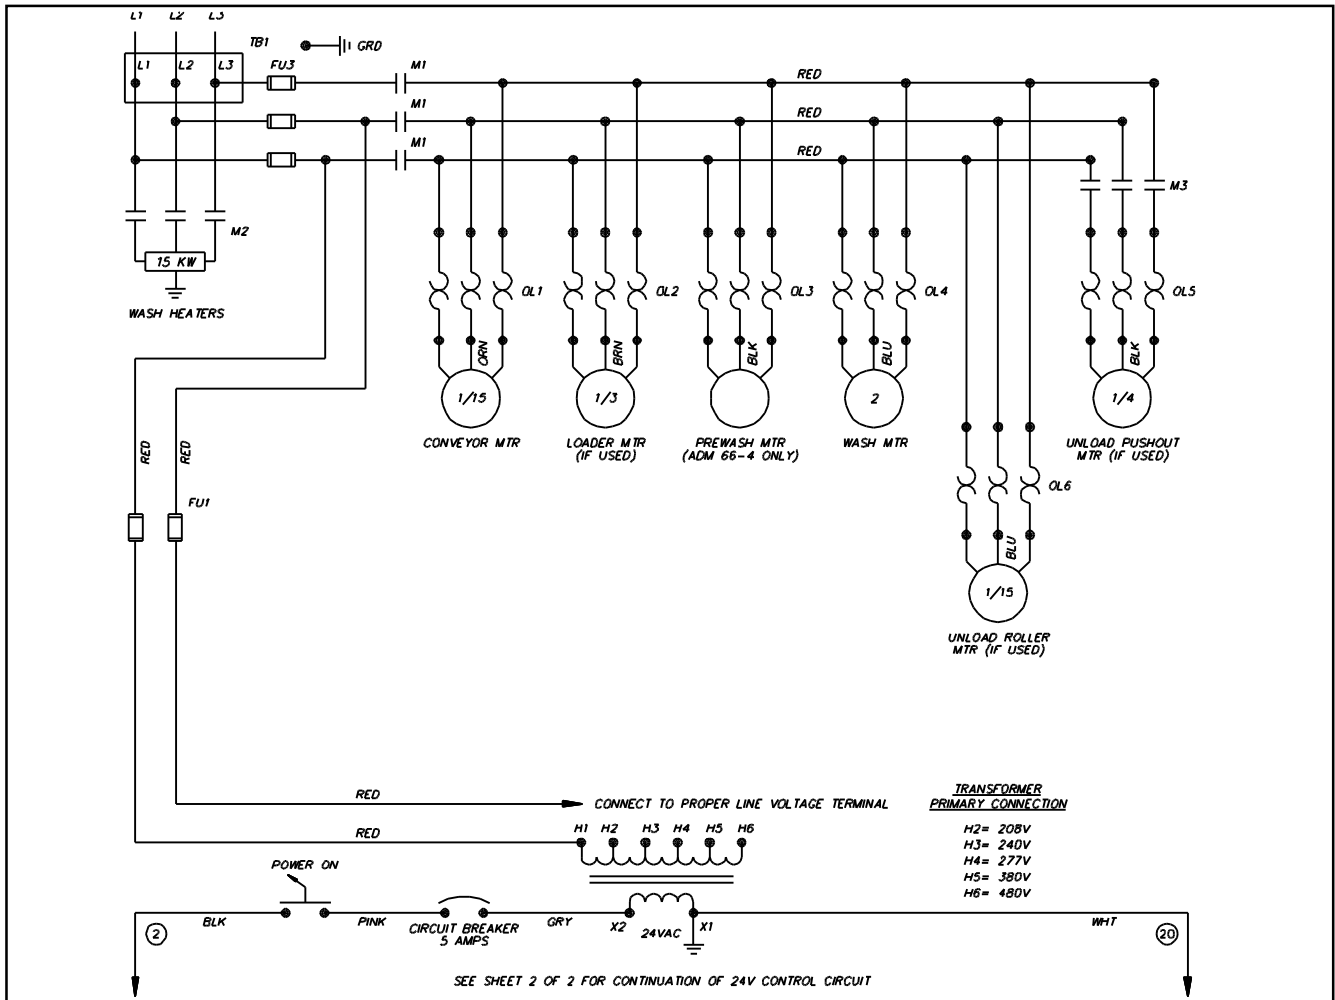 L1 L2 L3
TB1
GRD
L1 L2 L3
FU3
M1
RED
M1
RED
M1
RED
M3
M2
15 KW
WASH HEATERS
OL1
OL2
OL3
OL4
OL5
ORN
BRN
BLK
BLU
BLK
1/15
1/3
2
1/4
CONVEYOR MTR
LOADER MTR
(IF USED)
PREWASH MTR
(ADM 66-4 ONLY)
WASH MTR
UNLOAD PUSHOUT
MTR (IF USED)
RED
RED
FU1
OL6
BLU
1/15
UNLOAD ROLLER
MTR (IF USED)
RED
CONNECT TO PROPER LINE VOLTAGE TERMINAL
RED
H1 H2 H3 H4 H5 H6
TRANSFORMER
PRIMARY CONNECTION
H2= 208V
H3= 240V
H4= 277V
H5= 380V
H6= 480V
POWER ON
BLK
PINK
CIRCUIT BREAKER
5 AMPS
GRY
X2
24VAC
X1
WHT
2
20
SEE SHEET 2 OF 2 FOR CONTINUATION OF 24V CONTROL CIRCUIT